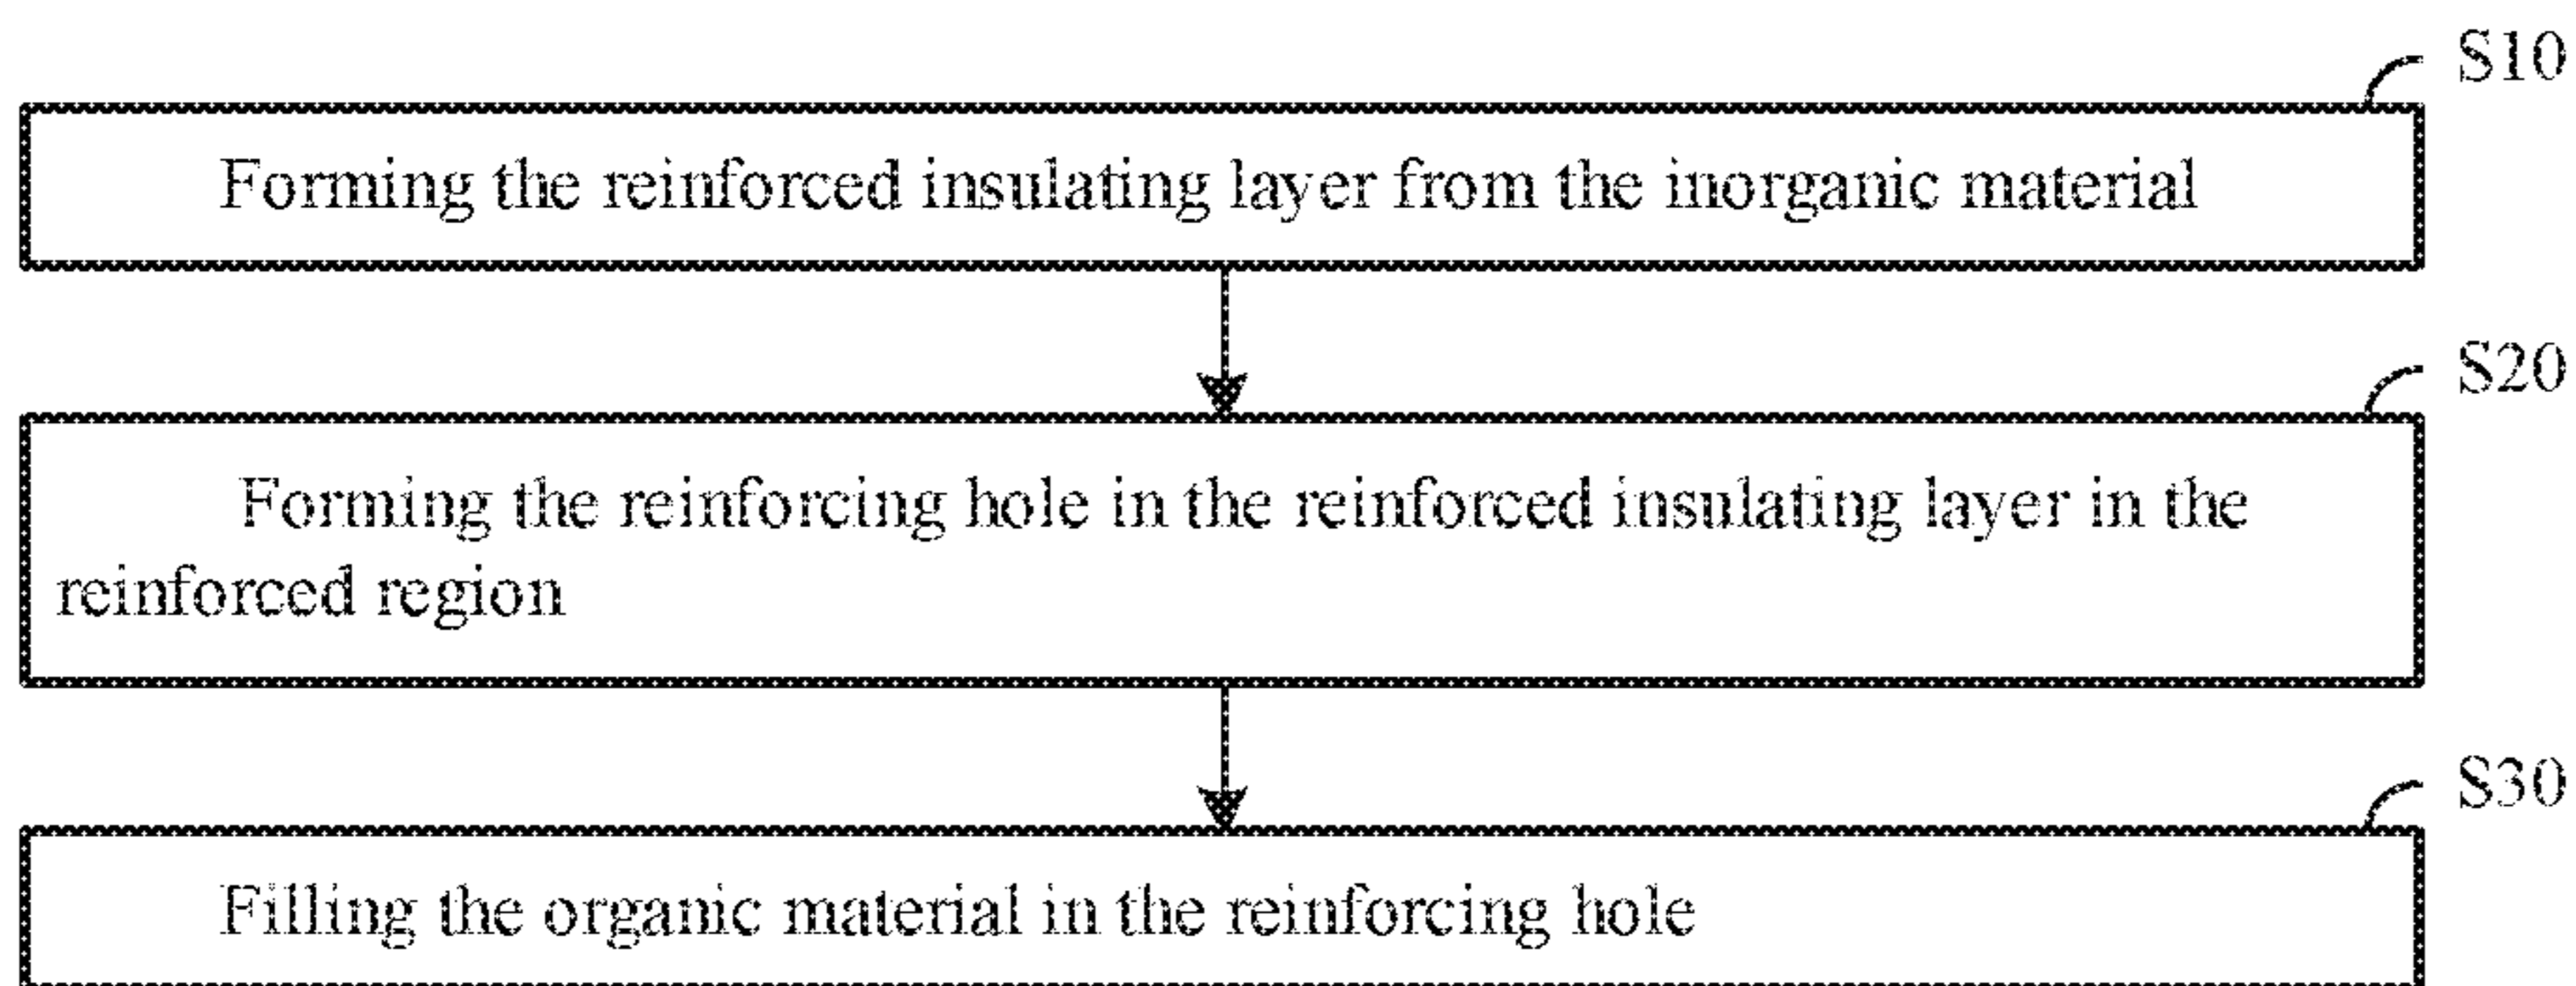 S10
Forming the reinforced insulating layer from the inorganic material
S20
Forming the reinforcing hole in the reinforced insulating layer in the
reinforced region
S30
Filling the organic material in the reinforcing hole